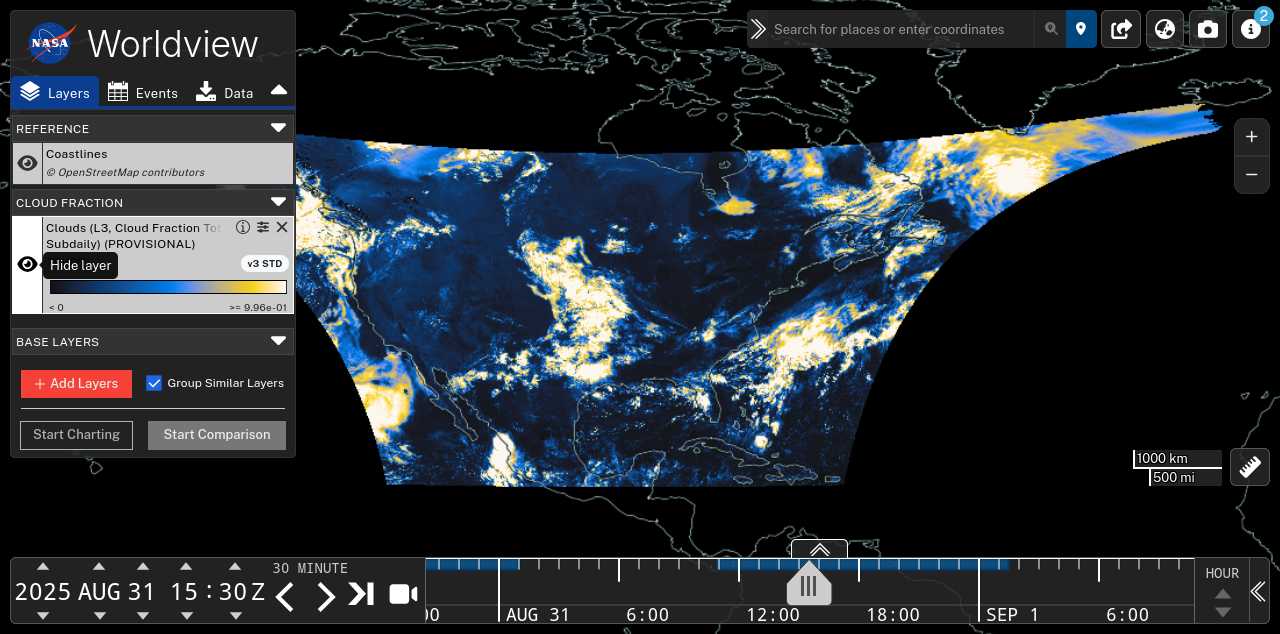 NASA
Worldview
Layers
Events
Data
REFERENCE
Coastlines
© OpenStreetMap contributors
CLOUD FRACTION
Clouds (L3, Cloud Fraction Tot
Subdaily) (PROVISIONAL)
Hide layer
v3 STD
< 0
>= 9.96e-01
BASE LAYERS
+ Add Layers
Group Similar Layers
Start Charting
Start Comparison
Search for places or enter coordinates
2
+
−
1000 km
500 mi
2025 AUG 31 15 : 30 Z
30 MINUTE
AUG 31
6:00
12:00
18:00
SEP 1
6:00
HOUR